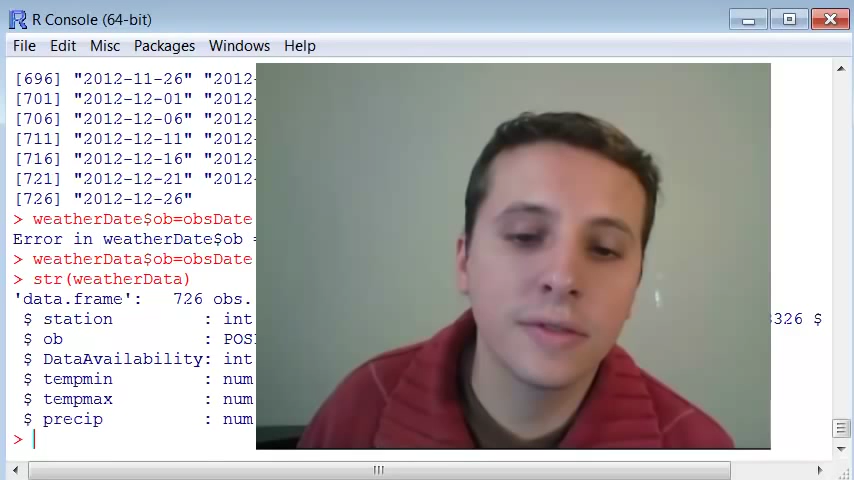 R Console (64-bit)
File Edit Misc Packages Windows Help
[696] "2012-11-26" "2012-
[701] "2012-12-01" "2012-
[706] "2012-12-06" "2012-
[711] "2012-12-11" "2012-
[716] "2012-12-16" "2012-
[721] "2012-12-21" "2012-
[726] "2012-12-26"
> weatherDate$ob=obsDate
Error in weatherDate$ob =
> weatherData$ob=obsDate
> str(weatherData)
'data.frame': 726 obs.
$ station : int 326 $
$ ob : POS
$ DataAvailability: int
$ tempmin : num
$ tempmax : num
$ precip : num
>